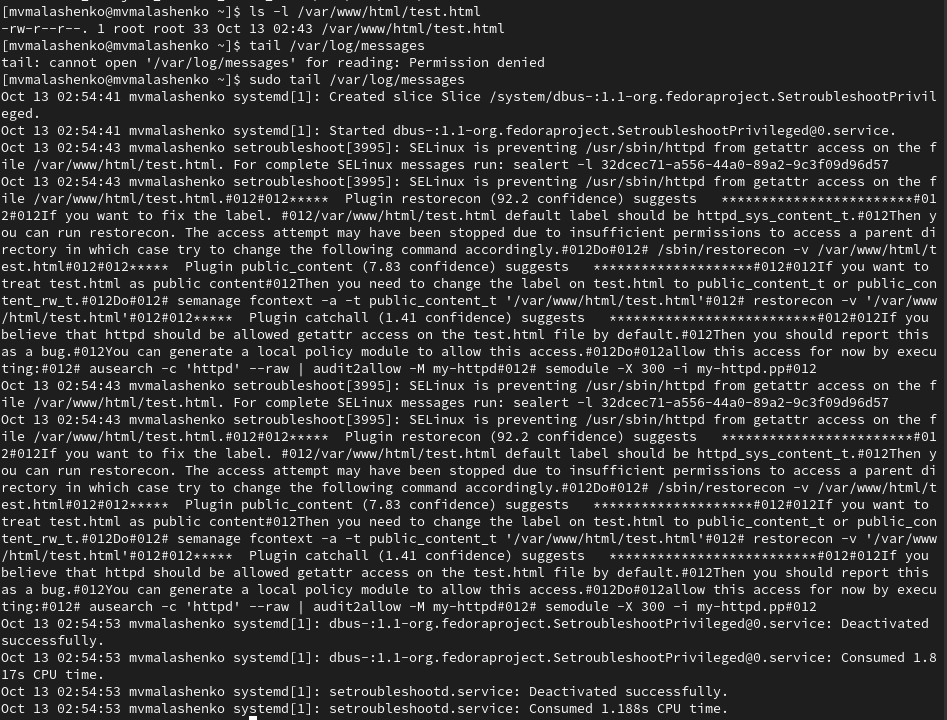 [mvmalashenko@mvmalashenko ~]$ ls -l /var/www/html/test.html
-rw-r--r--. 1 root root 33 Oct 13 02:43 /var/www/html/test.html
[mvmalashenko@mvmalashenko ~]$ tail /var/log/messages
tail: cannot open '/var/log/messages' for reading: Permission denied
[mvmalashenko@mvmalashenko ~]$ sudo tail /var/log/messages
Oct 13 02:54:41 mvmalashenko systemd[1]: Created slice Slice /system/dbus-:1.1-org.fedoraproject.SetroubleshootPrivil
eged.
Oct 13 02:54:41 mvmalashenko systemd[1]: Started dbus-:1.1-org.fedoraproject.SetroubleshootPrivileged@0.service.
Oct 13 02:54:43 mvmalashenko setroubleshoot[3995]: SELinux is preventing /usr/sbin/httpd from getattr access on the f
ile /var/www/html/test.html. For complete SELinux messages run: sealert -l 32dcec71-a556-44a0-89a2-9c3f09d96d57
Oct 13 02:54:43 mvmalashenko setroubleshoot[3995]: SELinux is preventing /usr/sbin/httpd from getattr access on the f
ile /var/www/html/test.html.#012#012*****  Plugin restorecon (92.2 confidence) suggests   ************************#01
2#012If you want to fix the label. #012/var/www/html/test.html default label should be httpd_sys_content_t.#012Then y
ou can run restorecon. The access attempt may have been stopped due to insufficient permissions to access a parent di
rectory in which case try to change the following command accordingly.#012Do#012# /sbin/restorecon -v /var/www/html/t
est.html#012#012*****  Plugin public_content (7.83 confidence) suggests   ********************#012#012If you want to 
treat test.html as public content#012Then you need to change the label on test.html to public_content_t or public_con
tent_rw_t.#012Do#012# semanage fcontext -a -t public_content_t '/var/www/html/test.html'#012# restorecon -v '/var/www
/html/test.html'#012#012*****  Plugin catchall (1.41 confidence) suggests   **************************#012#012If you 
believe that httpd should be allowed getattr access on the test.html file by default.#012Then you should report this 
as a bug.#012You can generate a local policy module to allow this access.#012Do#012allow this access for now by execu
ting:#012# ausearch -c 'httpd' --raw | audit2allow -M my-httpd#012# semodule -X 300 -i my-httpd.pp#012
Oct 13 02:54:43 mvmalashenko setroubleshoot[3995]: SELinux is preventing /usr/sbin/httpd from getattr access on the f
ile /var/www/html/test.html. For complete SELinux messages run: sealert -l 32dcec71-a556-44a0-89a2-9c3f09d96d57
Oct 13 02:54:43 mvmalashenko setroubleshoot[3995]: SELinux is preventing /usr/sbin/httpd from getattr access on the f
ile /var/www/html/test.html.#012#012*****  Plugin restorecon (92.2 confidence) suggests   ************************#01
2#012If you want to fix the label. #012/var/www/html/test.html default label should be httpd_sys_content_t.#012Then y
ou can run restorecon. The access attempt may have been stopped due to insufficient permissions to access a parent di
rectory in which case try to change the following command accordingly.#012Do#012# /sbin/restorecon -v /var/www/html/t
est.html#012#012*****  Plugin public_content (7.83 confidence) suggests   ********************#012#012If you want to 
treat test.html as public content#012Then you need to change the label on test.html to public_content_t or public_con
tent_rw_t.#012Do#012# semanage fcontext -a -t public_content_t '/var/www/html/test.html'#012# restorecon -v '/var/www
/html/test.html'#012#012*****  Plugin catchall (1.41 confidence) suggests   **************************#012#012If you 
believe that httpd should be allowed getattr access on the test.html file by default.#012Then you should report this 
as a bug.#012You can generate a local policy module to allow this access.#012Do#012allow this access for now by execu
ting:#012# ausearch -c 'httpd' --raw | audit2allow -M my-httpd#012# semodule -X 300 -i my-httpd.pp#012
Oct 13 02:54:53 mvmalashenko systemd[1]: dbus-:1.1-org.fedoraproject.SetroubleshootPrivileged@0.service: Deactivated 
successfully.
Oct 13 02:54:53 mvmalashenko systemd[1]: dbus-:1.1-org.fedoraproject.SetroubleshootPrivileged@0.service: Consumed 1.8
17s CPU time.
Oct 13 02:54:53 mvmalashenko systemd[1]: setroubleshootd.service: Deactivated successfully.
Oct 13 02:54:53 mvmalashenko systemd[1]: setroubleshootd.service: Consumed 1.188s CPU time.